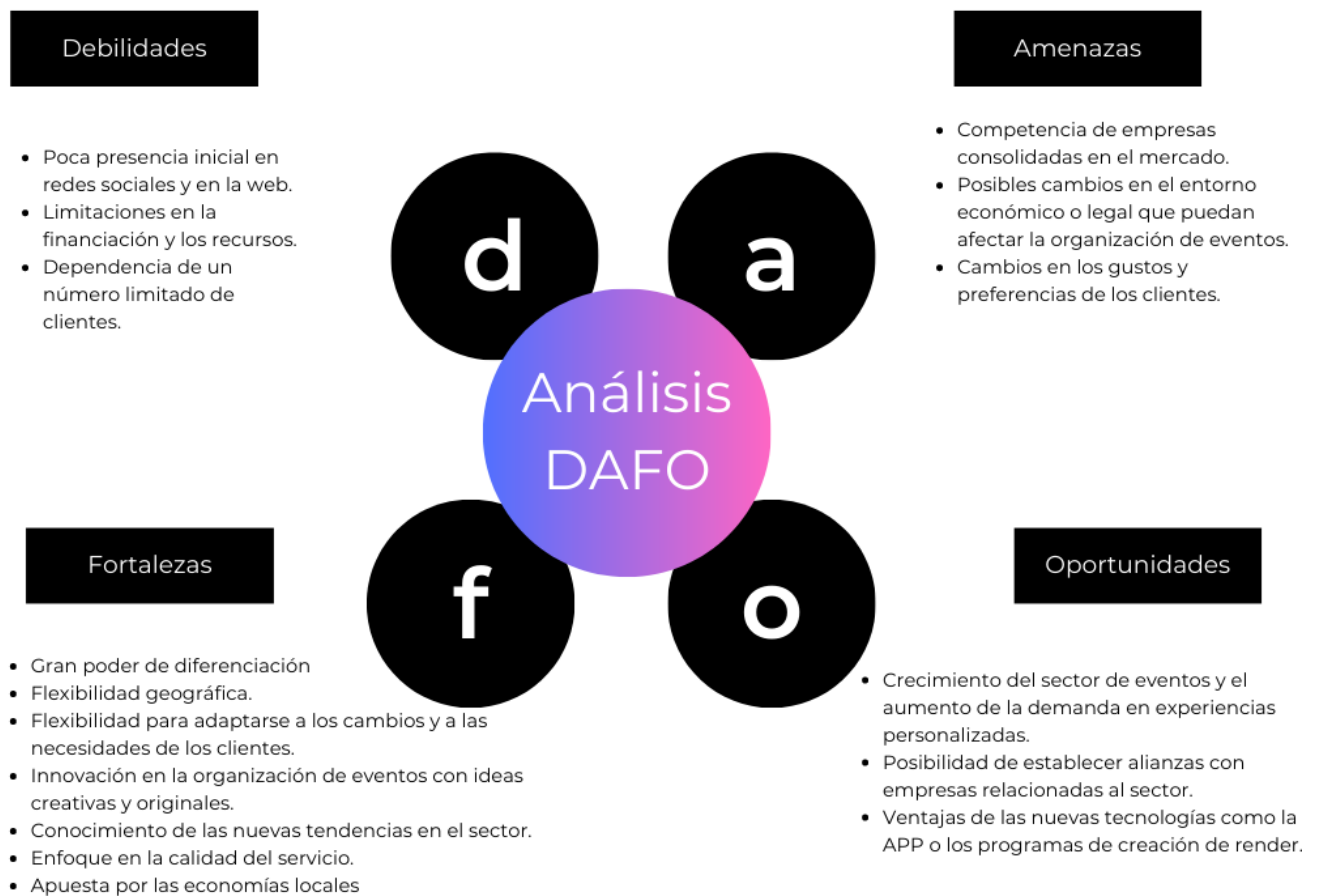 Debilidades
• Poca presencia inicial en
redes sociales y en la web.
• Limitaciones en la
financiación y los recursos.
• Dependencia de un
número limitado de
clientes.
Amenazas
• Competencia de empresas
consolidadas en el mercado.
• Posibles cambios en el entorno
económico o legal que puedan
afectar la organización de eventos.
• Cambios en los gustos y
preferencias de los clientes.
d
a
Análisis
DAFO
f
o
Fortalezas
• Gran poder de diferenciación
• Flexibilidad geográfica.
• Flexibilidad para adaptarse a los cambios y a las
necesidades de los clientes.
• Innovación en la organización de eventos con ideas
creativas y originales.
• Conocimiento de las nuevas tendencias en el sector.
• Enfoque en la calidad del servicio.
• Apuesta por las economías locales
Oportunidades
• Crecimiento del sector de eventos y el
aumento de la demanda en experiencias
personalizadas.
• Posibilidad de establecer alianzas con
empresas relacionadas al sector.
• Ventajas de las nuevas tecnologías como la
APP o los programas de creación de render.